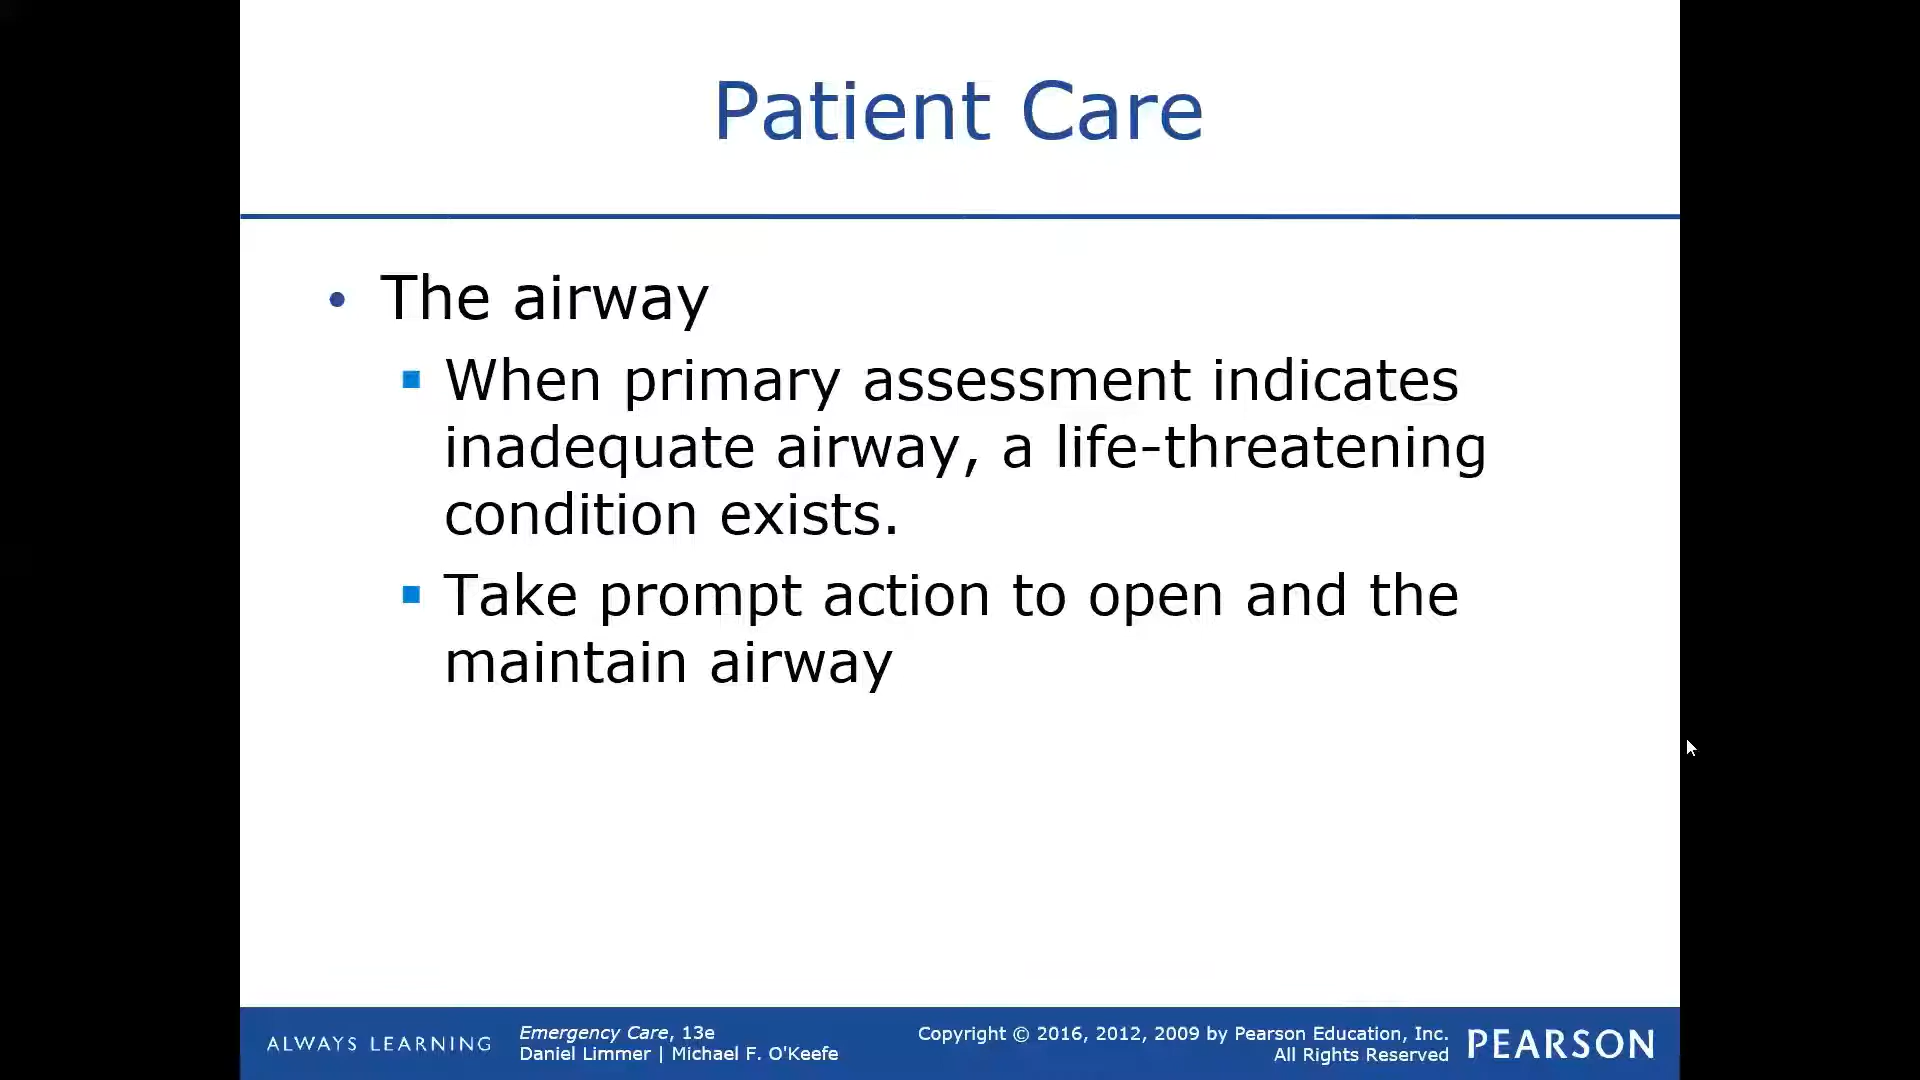 Patient Care
• The airway
▪ When primary assessment indicates
inadequate airway, a life-threatening
condition exists.
▪ Take prompt action to open and the
maintain airway
ALWAYS LEARNING
Emergency Care, 13e
Daniel Limmer | Michael F. O'Keefe
Copyright © 2016, 2012, 2009 by Pearson Education, Inc.
All Rights Reserved
PEARSON